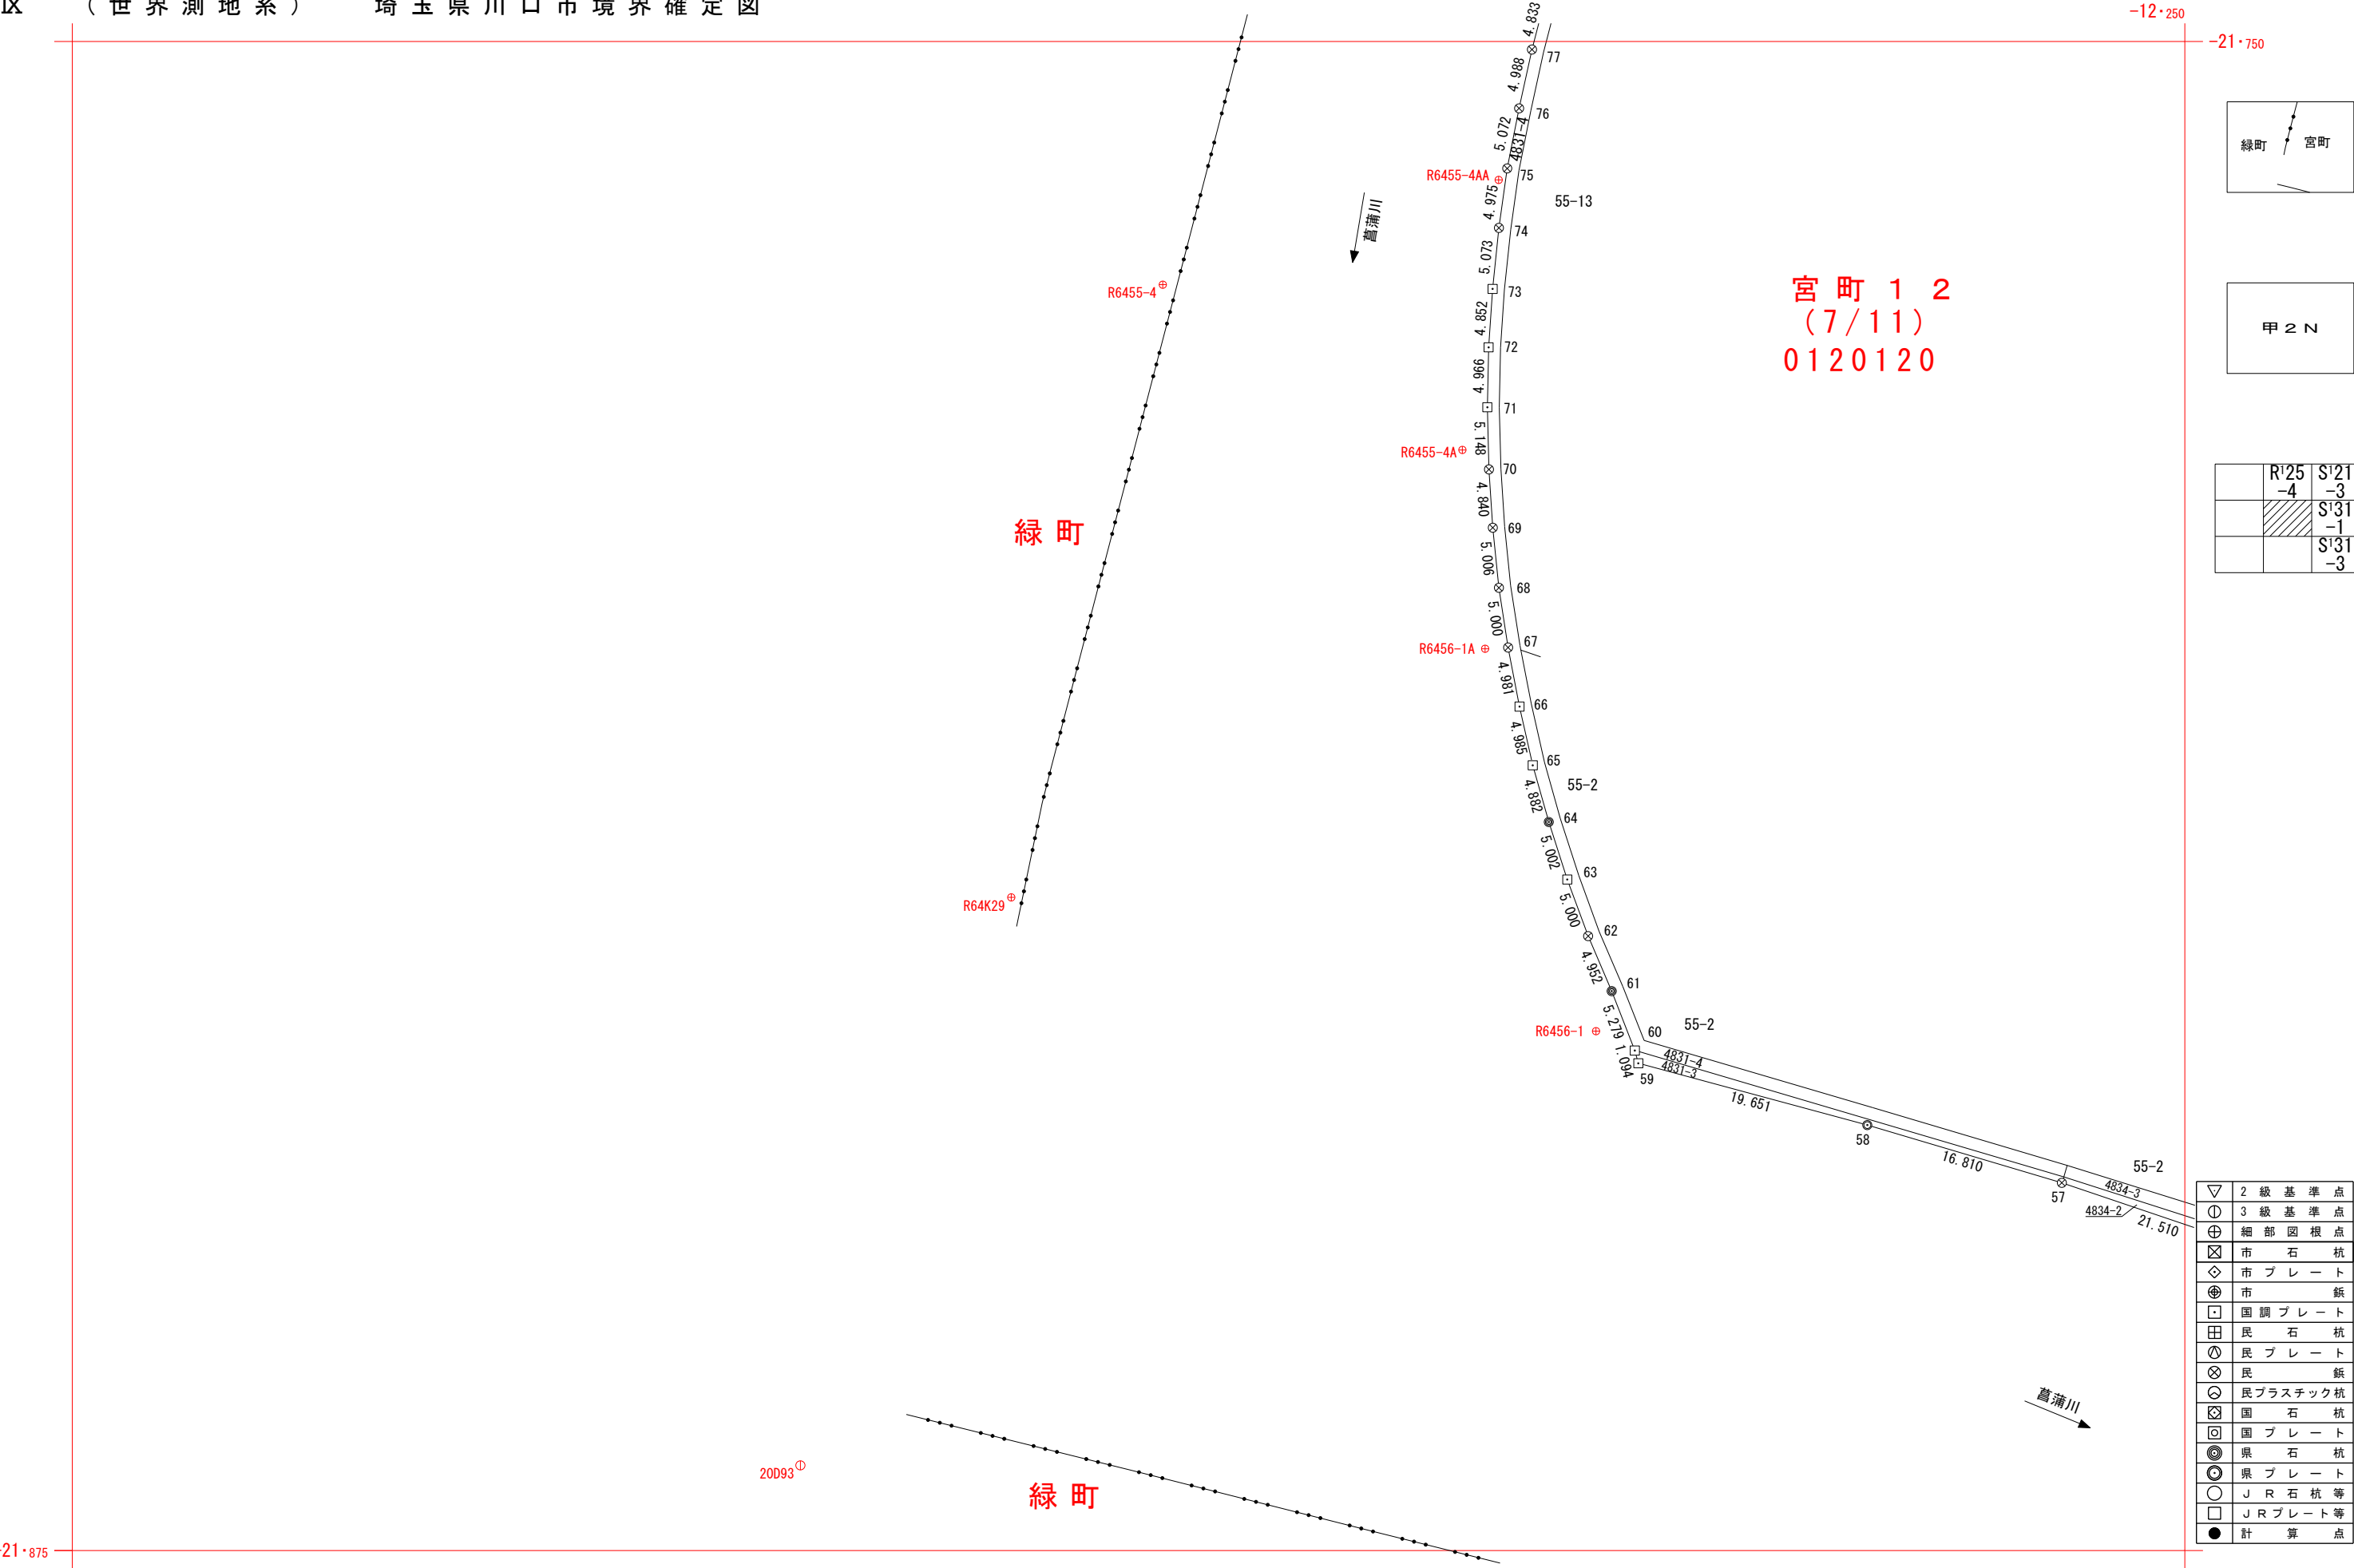 Ⅸ （世界測地系） 埼玉県川口市境界確定図
-12・250
-21・750
4.833
77
4.988
76
5.072
4831-4
R6455-4AA
75
4.975
55-13
74
菖蒲川
5.073
R6455-4
73
4.852
72
4.966
71
5.148
R6455-4A
70
4.840
69
5.006
68
5.000
67
R6456-1A
4.981
66
4.985
65
55-2
4.882
64
5.002
63
5.000
62
4.952
61
5.279
R6456-1
60
55-2
1.094
4831-4
4831-3
59
19.651
58
16.810
57
55-2
4834-3
4834-2
21.510
宮町12
(7/11)
0120120
緑町
R64K29
20D93
緑町
菖蒲川
-21・875
緑町 宮町
甲2N
R'25 S'21
-4 -3
S'31
-1
S'31
-3
2級基準点
3級基準点
細部図根点
市石杭
市プレート
市鋲
国調プレート
民石杭
民プレート
民鋲
民プラスチック杭
国石杭
国プレート
県石杭
県プレート
JR石杭等
JRプレート等
計算点